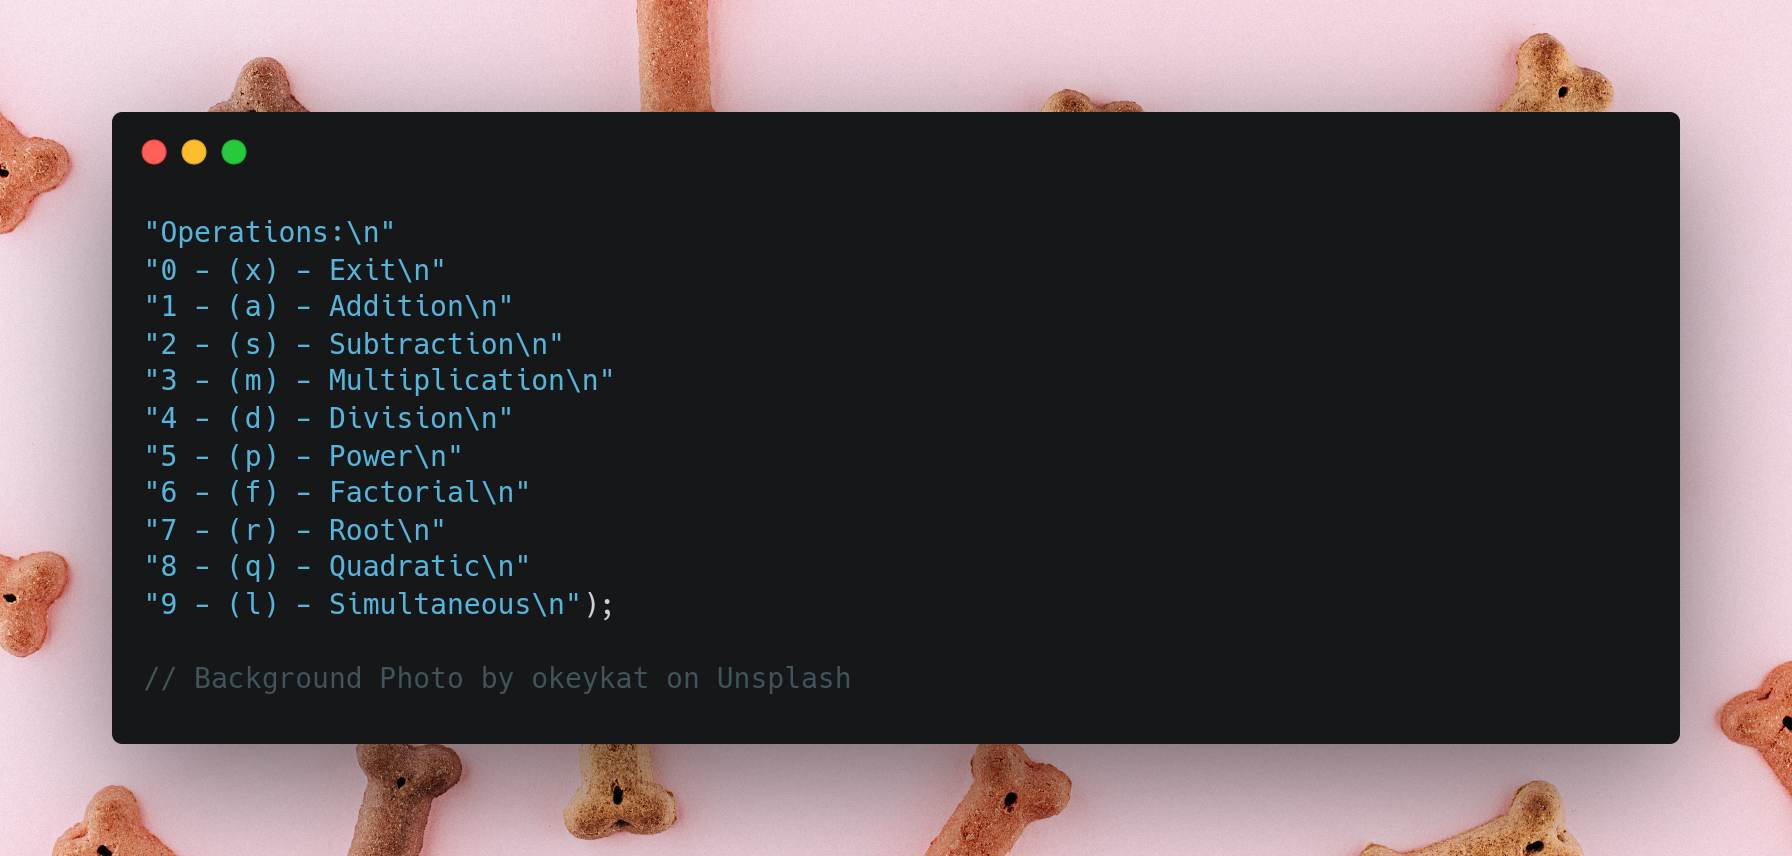 "Operations:\n"
"0 - (x) - Exit\n"
"1 - (a) - Addition\n"
"2 - (s) - Subtraction\n"
"3 - (m) - Multiplication\n"
"4 - (d) - Division\n"
"5 - (p) - Power\n"
"6 - (f) - Factorial\n"
"7 - (r) - Root\n"
"8 - (q) - Quadratic\n"
"9 - (l) - Simultaneous\n");
// Background Photo by okeykat on Unsplash